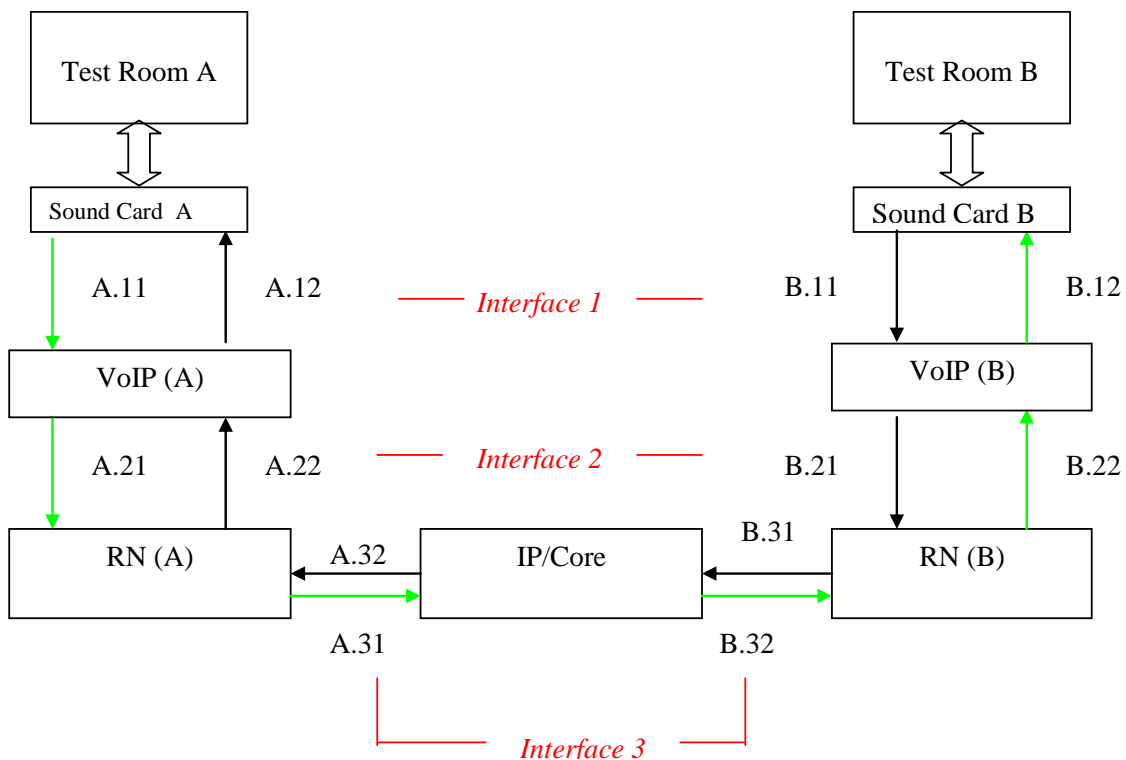 Test Room A
Test Room B
Sound Card A
Sound Card B
A.11
A.12
Interface 1
B.11
B.12
VoIP (A)
VoIP (B)
A.21
A.22
Interface 2
B.21
B.22
RN (A)
A.32
IP/Core
B.31
RN (B)
A.31
B.32
Interface 3